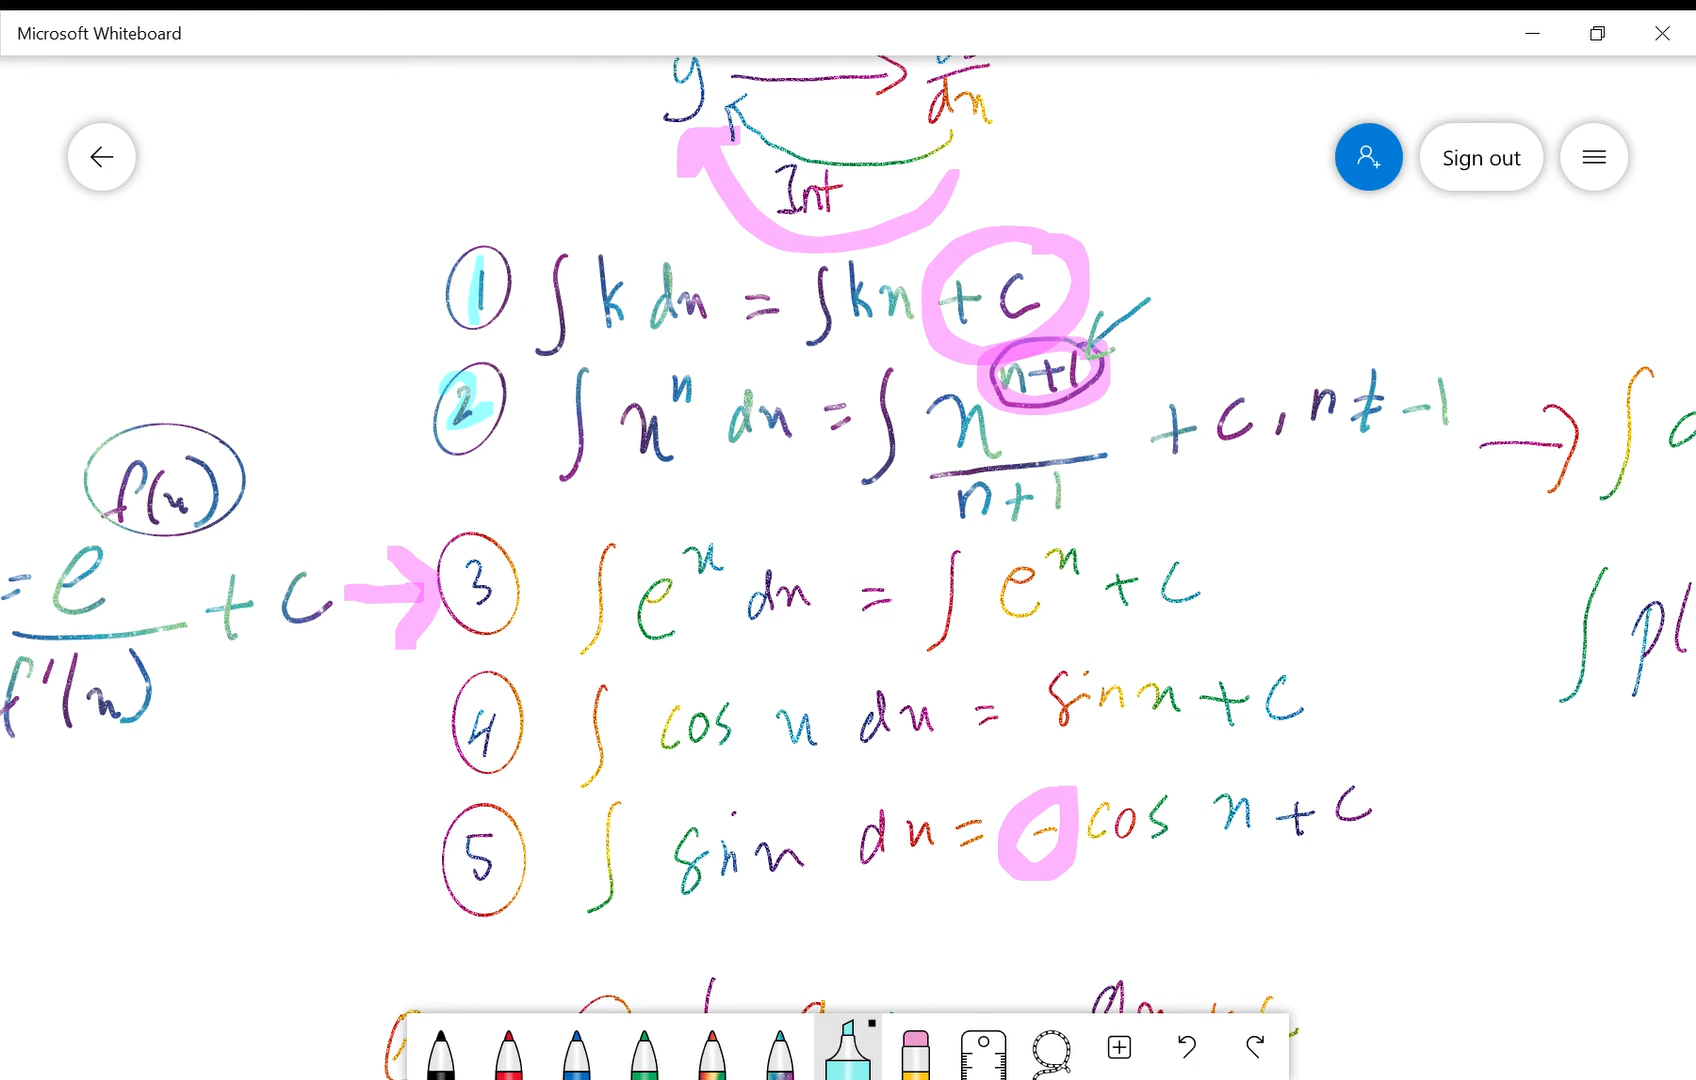 Microsoft Whiteboard
y → dx
Int
Sign out
① ∫ k dx = ∫ kx + c
② ∫ xⁿ dx = ∫ xⁿ⁺¹ / n+1 + c , n ≠ -1 → ∫
= e^f(x) / f'(x) + c → ③ ∫ eˣ dx = ∫ eˣ + c
④ ∫ cos x dx = sin x + c
⑤ ∫ sin x dx = - cos x + c